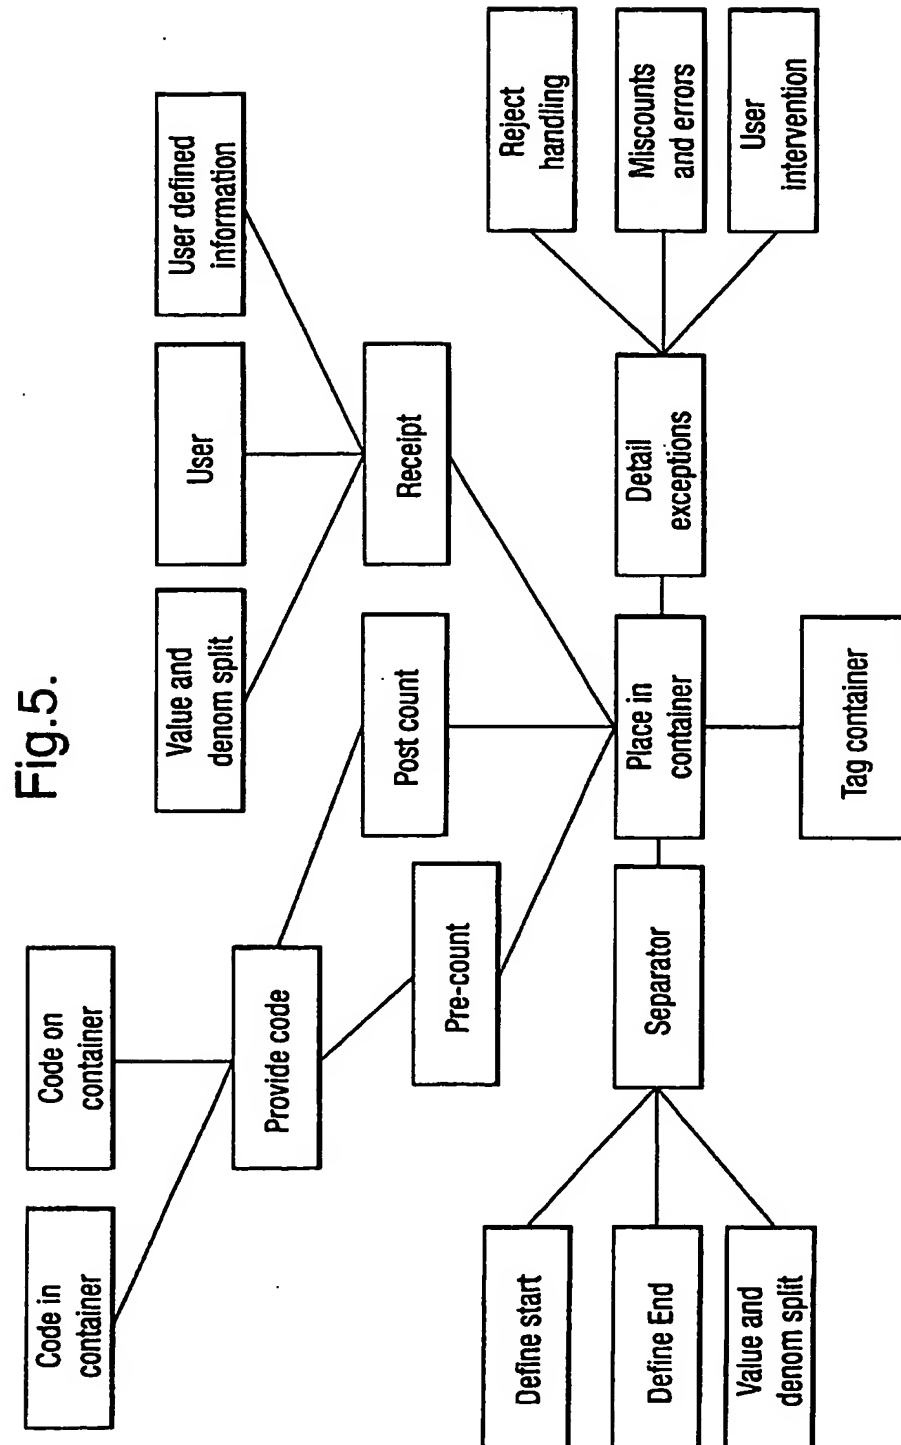 Fig.5.
Code in
container
Code on
container
Value and
denom split
User
User defined
information
Provide code
Pre-count
Post count
Receipt
Define start
Define End
Value and
denom split
Separator
Place in
container
Detail
exceptions
Reject
handling
Miscounts
and errors
User
intervention
Tag container